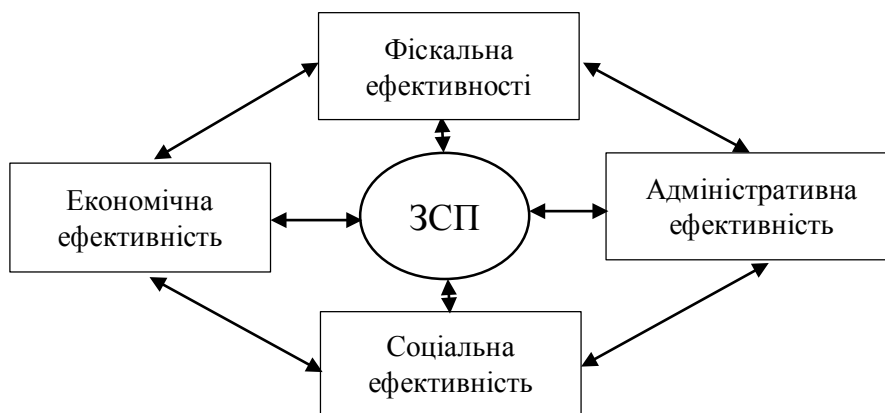 Фіскальна
ефективності
Економічна
ефективність
ЗСП
Адміністративна
ефективність
Соціальна
ефективність